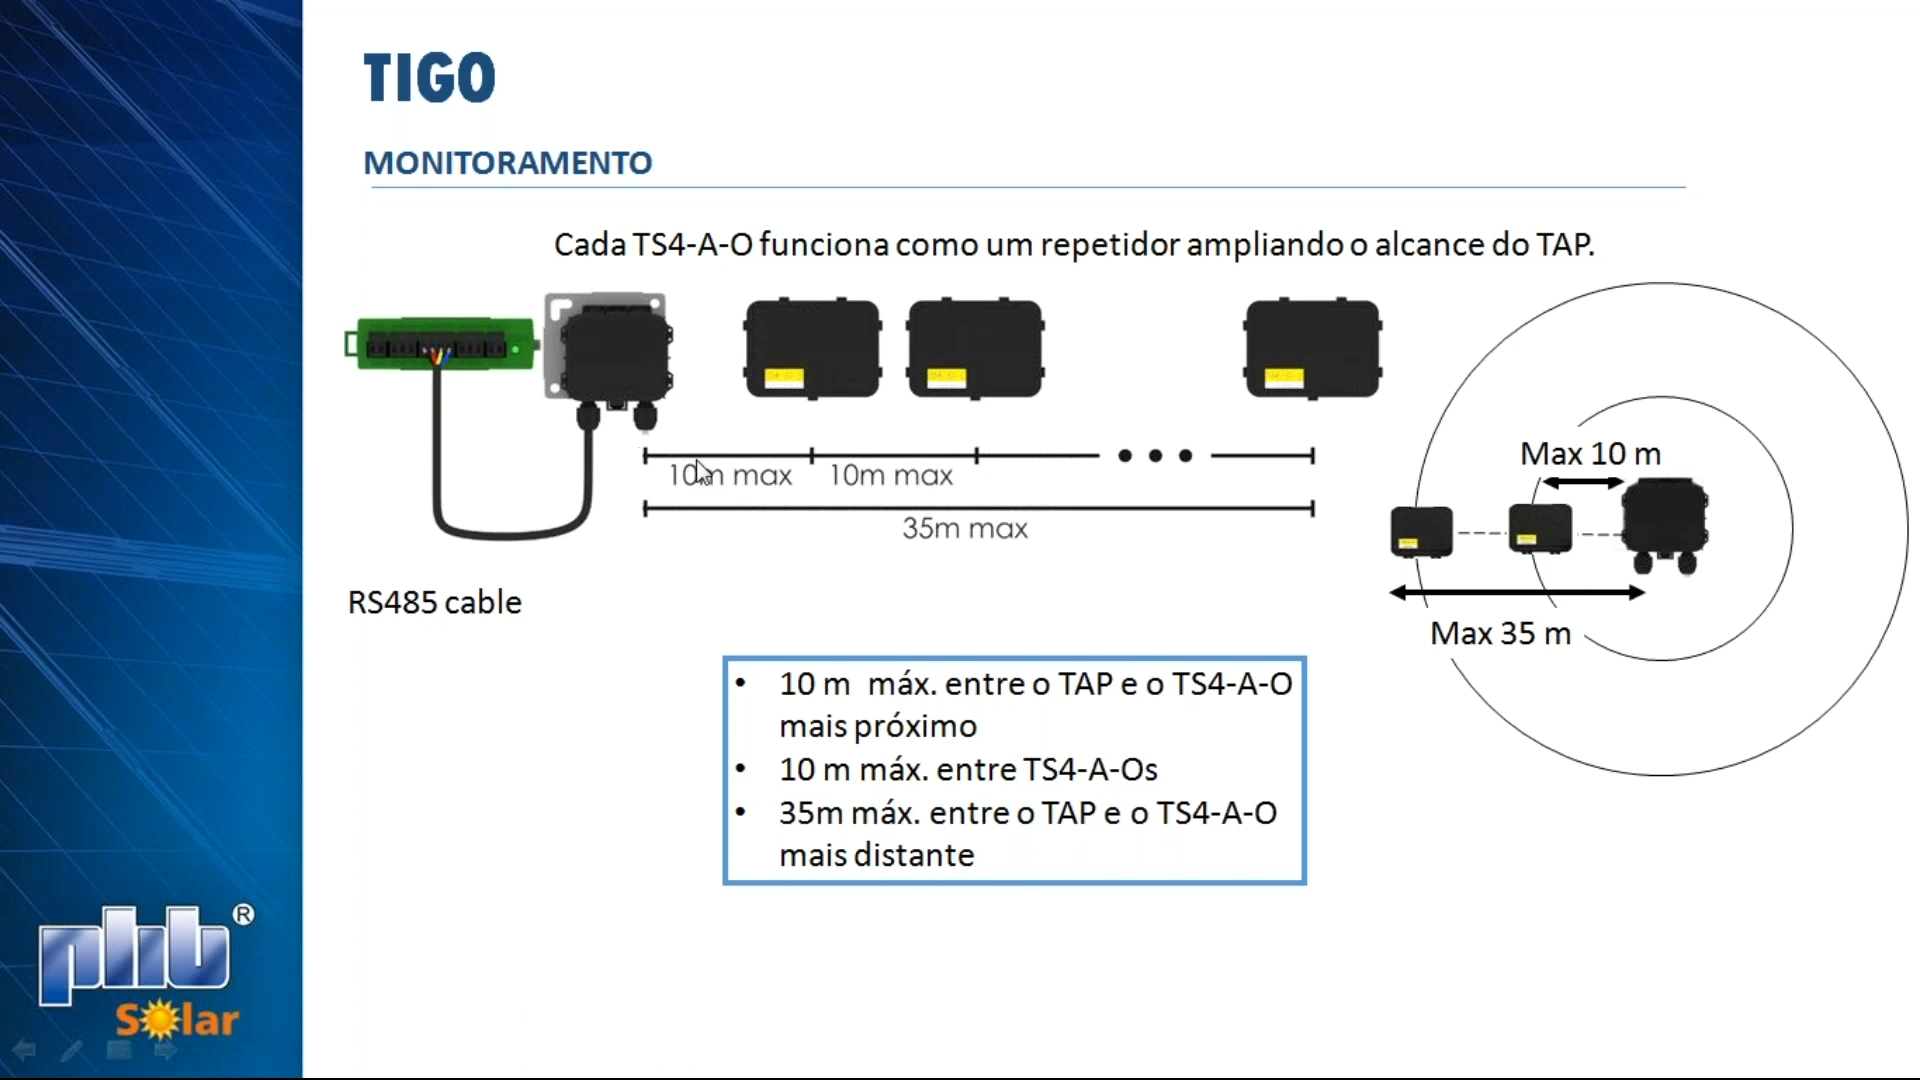 TIGO
MONITORAMENTO
Cada TS4-A-O funciona como um repetidor ampliando o alcance do TAP.
10m max
10m max
35m max
RS485 cable
Max 10 m
Max 35 m
• 10 m máx. entre o TAP e o TS4-A-O
mais próximo
• 10 m máx. entre TS4-A-Os
• 35m máx. entre o TAP e o TS4-A-O
mais distante
phb®
Solar